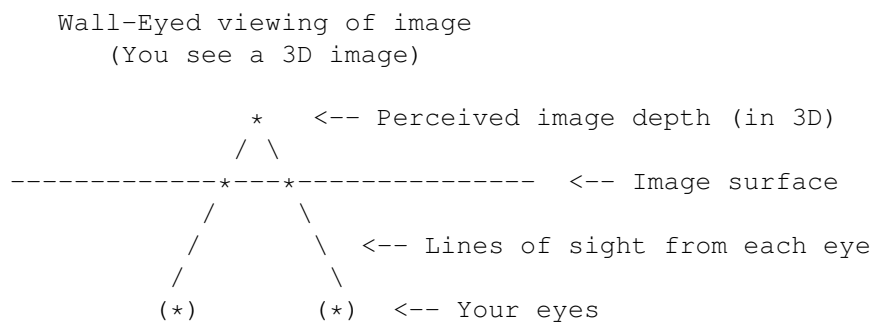 Wall-Eyed viewing of image
(You see a 3D image)
* <-- Perceived image depth (in 3D)
/ \
-------------*---*--------------- <-- Image surface
/ \
/ \ <-- Lines of sight from each eye
/ \
(*) (*) <-- Your eyes